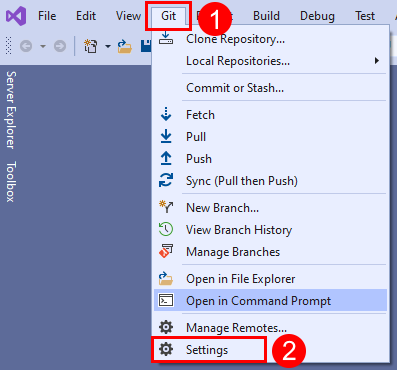 File Edit View Git Build Debug Test A
1
Clone Repository...
Local Repositories...
Commit or Stash...
Fetch
Pull
Push
Sync (Pull then Push)
New Branch...
View Branch History
Manage Branches
Open in File Explorer
Open in Command Prompt
Manage Remotes...
Settings
2
Server Explorer
Toolbox